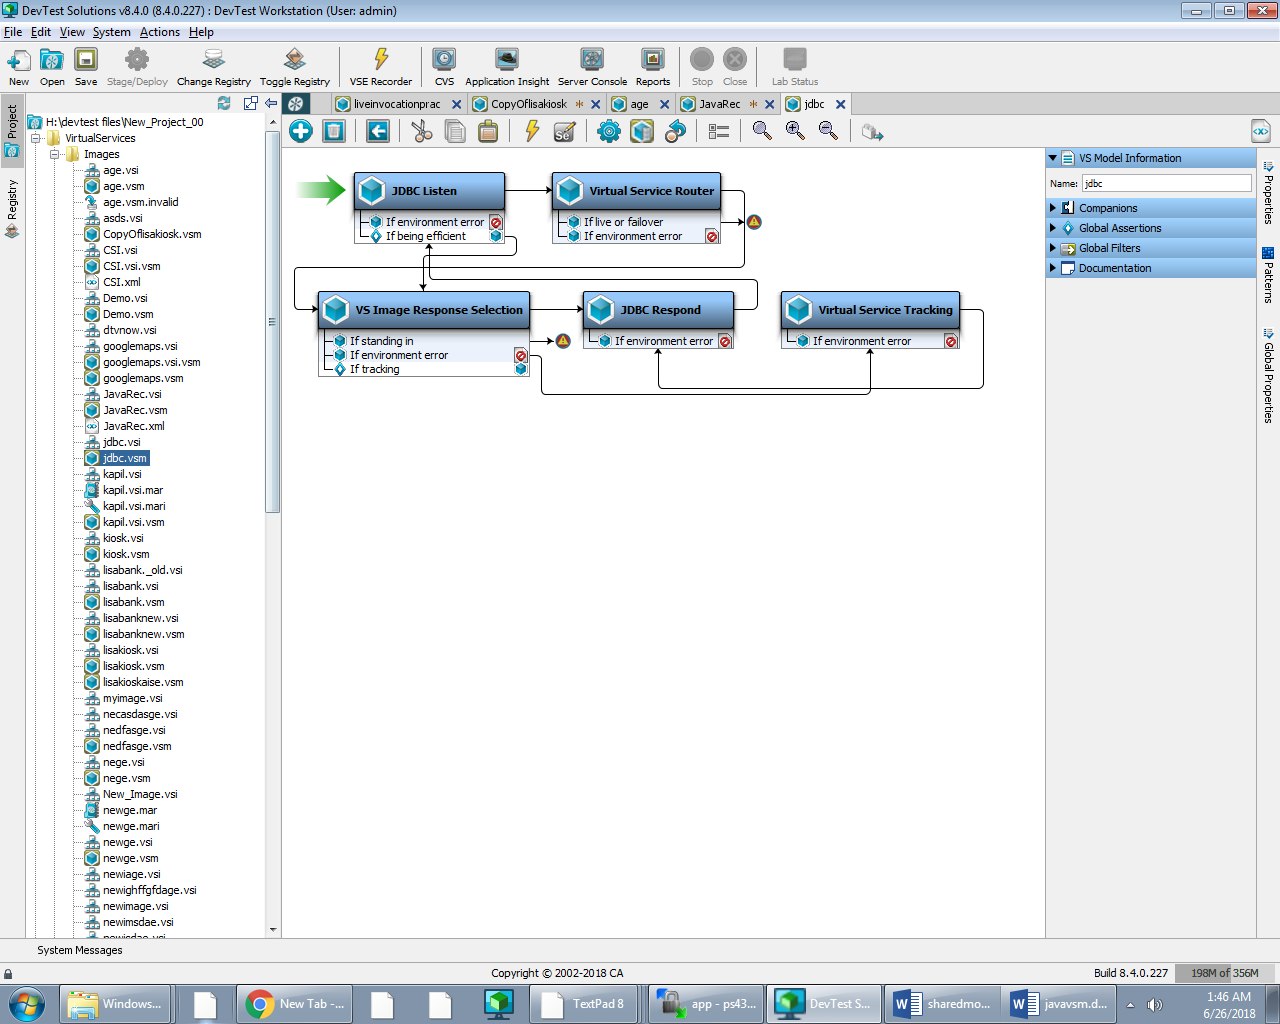 DevTest Solutions v8.4.0 (8.4.0.227) : DevTest Workstation (User: admin)
File Edit View System Actions Help
New Open Save Stage/Deploy Change Registry Toggle Registry VSE Recorder CVS Application Insight Server Console Reports Stop Close Lab Status
liveinvocationprac CopyOflisakiosk age JavaRec jdbc
Project
Registry
H:\devtest files\New_Project_00
VirtualServices
Images
age.vsi
age.vsm
age.vsm.invalid
asds.vsi
CopyOflisakiosk.vsm
CSI.vsi
CSI.vsi.vsm
CSI.xml
Demo.vsi
Demo.vsm
dtvnow.vsi
googlemaps.vsi
googlemaps.vsi.vsm
googlemaps.vsm
JavaRec.vsi
JavaRec.vsm
JavaRec.xml
jdbc.vsi
jdbc.vsm
kapil.vsi
kapil.vsi.mar
kapil.vsi.mari
kapil.vsi.vsm
kiosk.vsi
kiosk.vsm
lisabank._old.vsi
lisabank.vsi
lisabank.vsm
lisabanknew.vsi
lisabanknew.vsm
lisakiosk.vsi
lisakiosk.vsm
lisakioskaise.vsm
myimage.vsi
necasdasge.vsi
nedfasge.vsi
nedfasge.vsm
nege.vsi
nege.vsm
New_Image.vsi
newge.mar
newge.mari
newge.vsi
newge.vsm
newiage.vsi
newighffgfdage.vsi
newimage.vsi
newimsdae.vsi
JDBC Listen
If environment error
If being efficient
Virtual Service Router
If live or failover
If environment error
VS Image Response Selection
If standing in
If environment error
If tracking
JDBC Respond
If environment error
Virtual Service Tracking
If environment error
VS Model Information
Name: jdbc
Companions
Global Assertions
Global Filters
Documentation
Properties
Patterns
Global Properties
System Messages
Copyright © 2002-2018 CA
Build 8.4.0.227 198M of 356M
Windows... New Tab -... TextPad 8 app - ps43... DevTest S... sharedmo... javavsm.d...
1:46 AM
6/26/2018